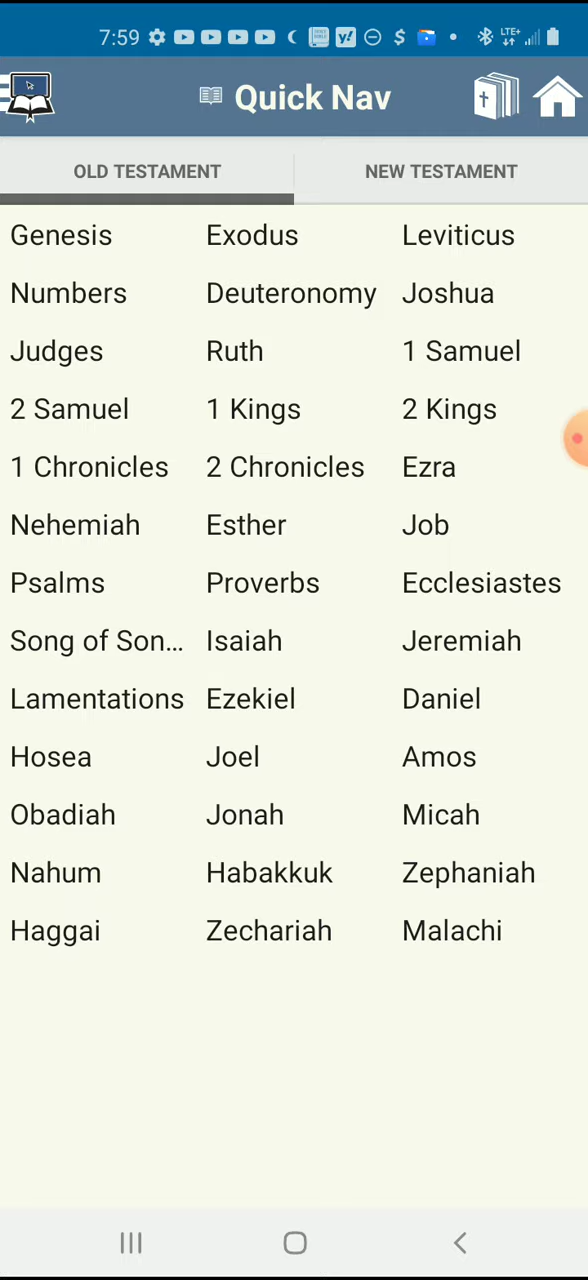 7:59 y! $ LTE+
Quick Nav
OLD TESTAMENT NEW TESTAMENT
Genesis Exodus Leviticus
Numbers Deuteronomy Joshua
Judges Ruth 1 Samuel
2 Samuel 1 Kings 2 Kings
1 Chronicles 2 Chronicles Ezra
Nehemiah Esther Job
Psalms Proverbs Ecclesiastes
Song of Son... Isaiah Jeremiah
Lamentations Ezekiel Daniel
Hosea Joel Amos
Obadiah Jonah Micah
Nahum Habakkuk Zephaniah
Haggai Zechariah Malachi